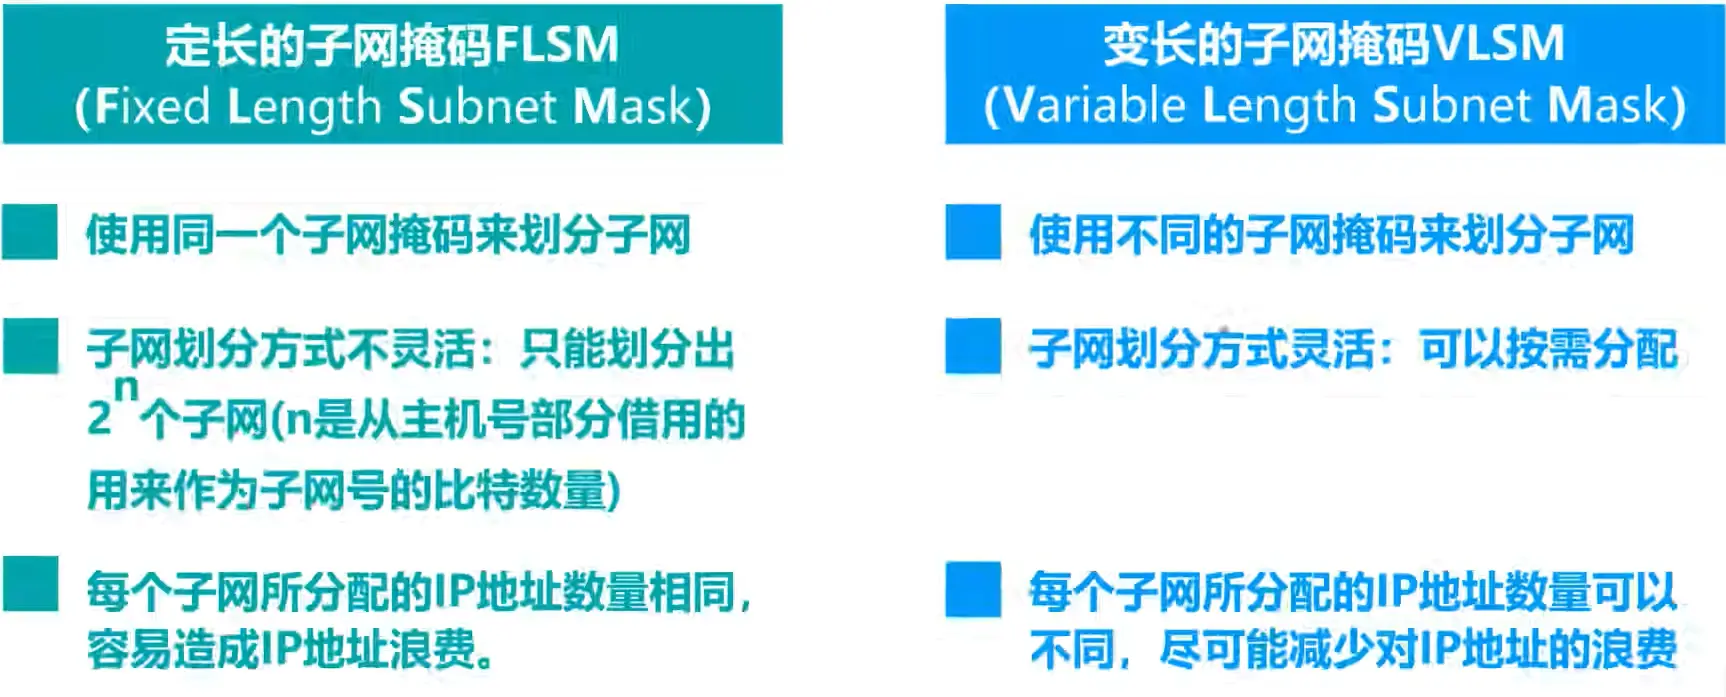 定长的子网掩码FLSM
(Fixed Length Subnet Mask)
使用同一个子网掩码来划分子网
子网划分方式不灵活：只能划分出
2^n个子网(n是从主机号部分借用的
用来作为子网号的比特数量)
每个子网所分配的IP地址数量相同，
容易造成IP地址浪费。
变长的子网掩码VLSM
(Variable Length Subnet Mask)
使用不同的子网掩码来划分子网
子网划分方式灵活：可以按需分配
每个子网所分配的IP地址数量可以
不同，尽可能减少对IP地址的浪费